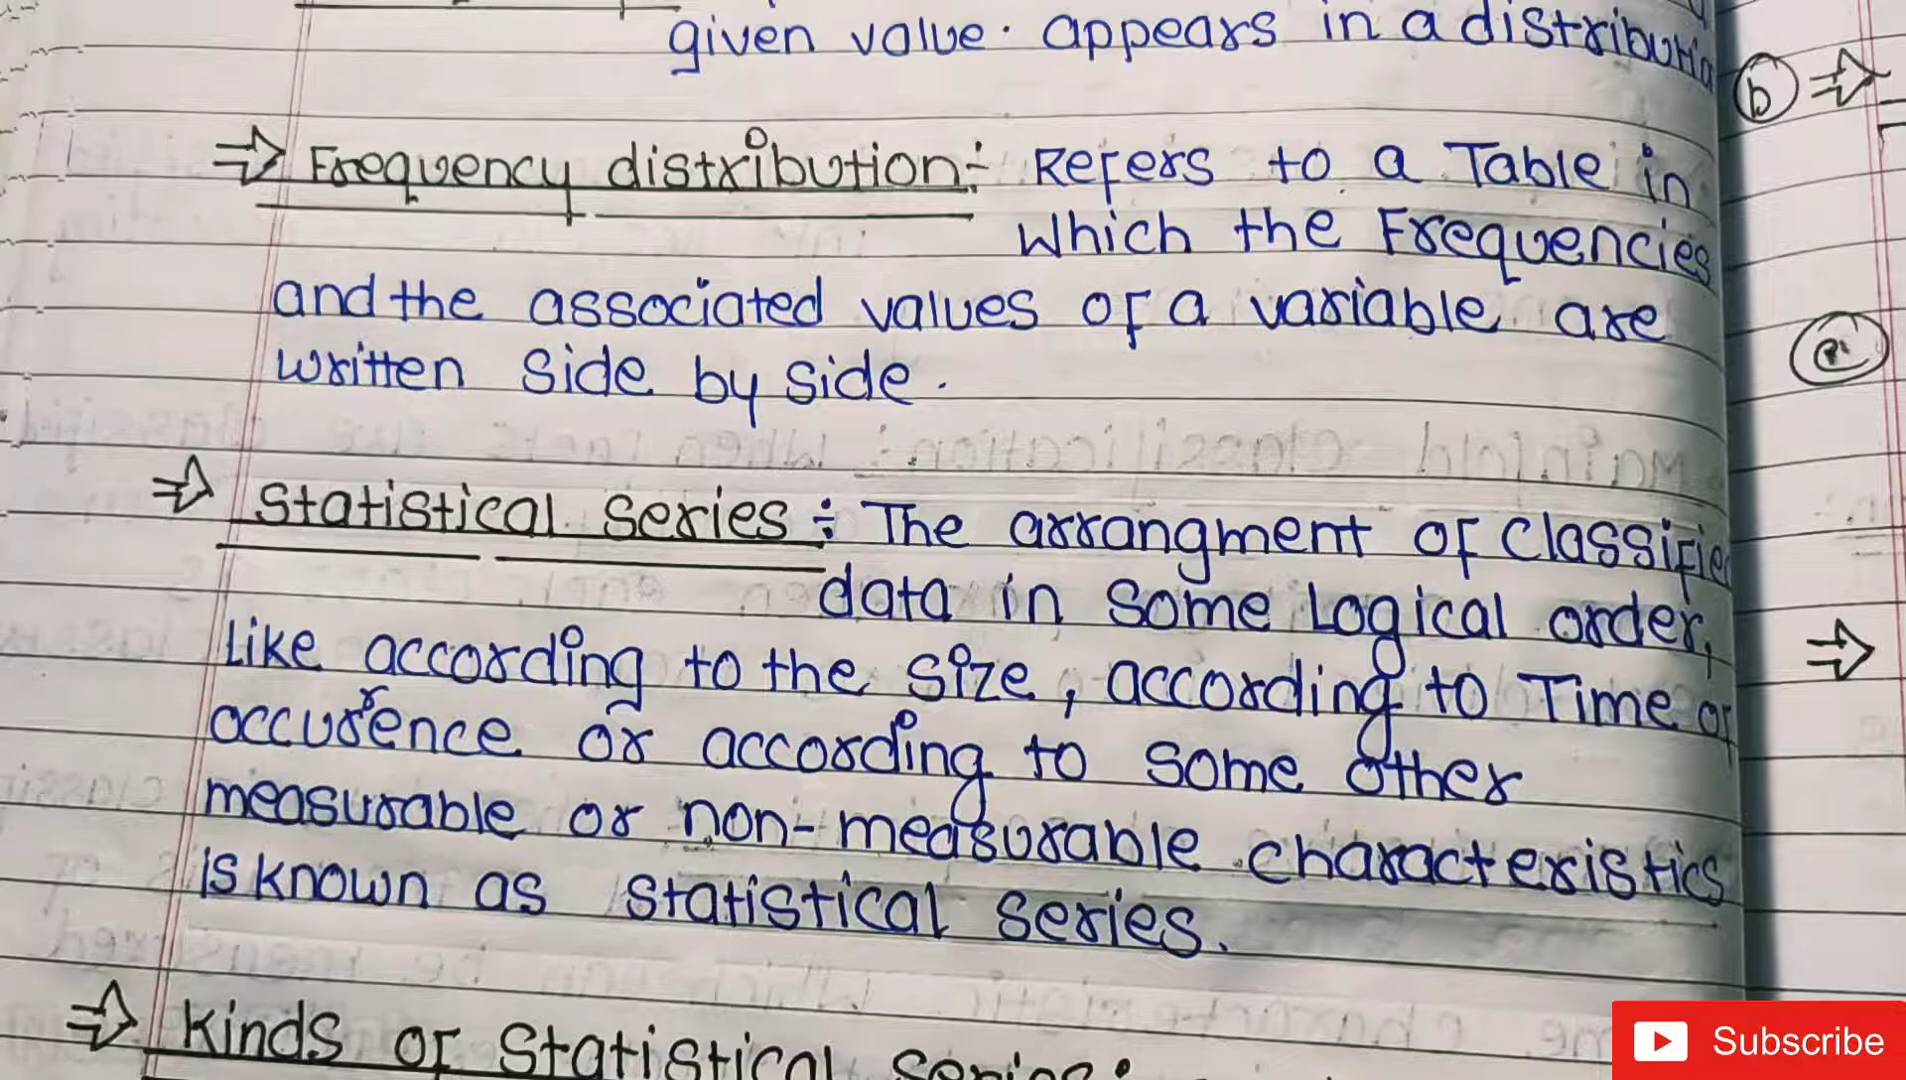 given value. appears in a distributio
⇒ Frequency distribution:- Refers to a Table in
which the Frequencies
and the associated values of a variable are
written side by side.
⇒ Statistical series :- The arrangment of classified
data in some Logical order,
Like according to the size, according to Time of
occurence or according to some other
measurable or non-measurable characteristics
is known as statistical series.
⇒ Kinds of Statistical series:
b ⇒
⇒
Subscribe